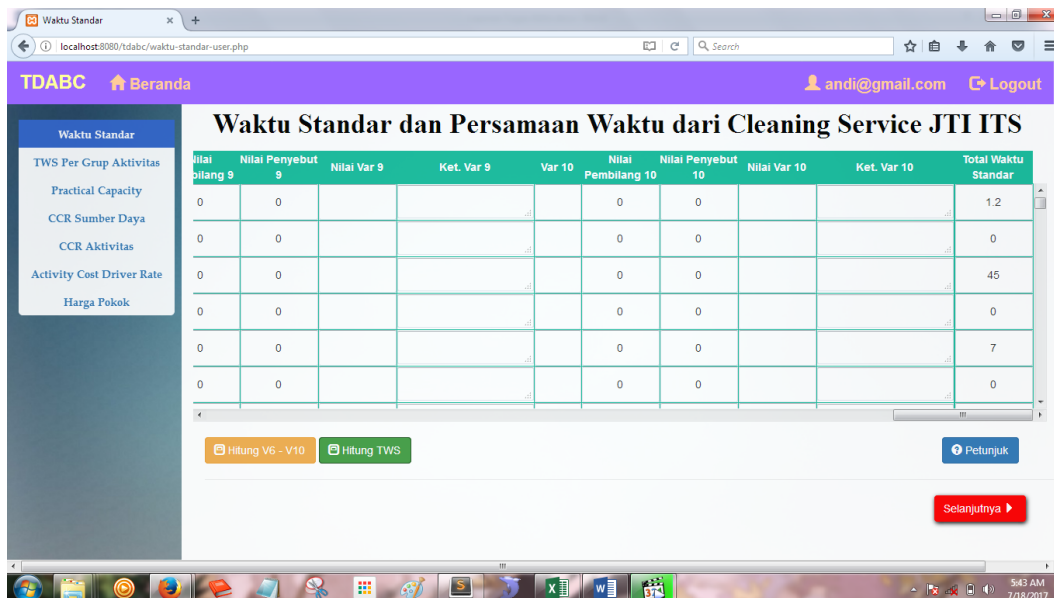 Waktu Standar
localhost:8080/tdabc/waktu-standar-user.php
Search
TDABC Beranda andi@gmail.com Logout
Waktu Standar dan Persamaan Waktu dari Cleaning Service JTI ITS
Waktu Standar
TWS Per Grup Aktivitas
Practical Capacity
CCR Sumber Daya
CCR Aktivitas
Activity Cost Driver Rate
Harga Pokok
Nilai Penyebut 9 Nilai Var 9 Ket. Var 9 Var 10 Nilai Pembilang 10 Nilai Penyebut 10 Nilai Var 10 Ket. Var 10 Total Waktu Standar
0 0 0 0 1.2
0 0 0 0 0
0 0 0 0 45
0 0 0 0 0
0 0 0 0 7
0 0 0 0 0
Hitung V6 - V10 Hitung TWS Petunjuk
Selanjutnya
5:43 AM
7/18/2017